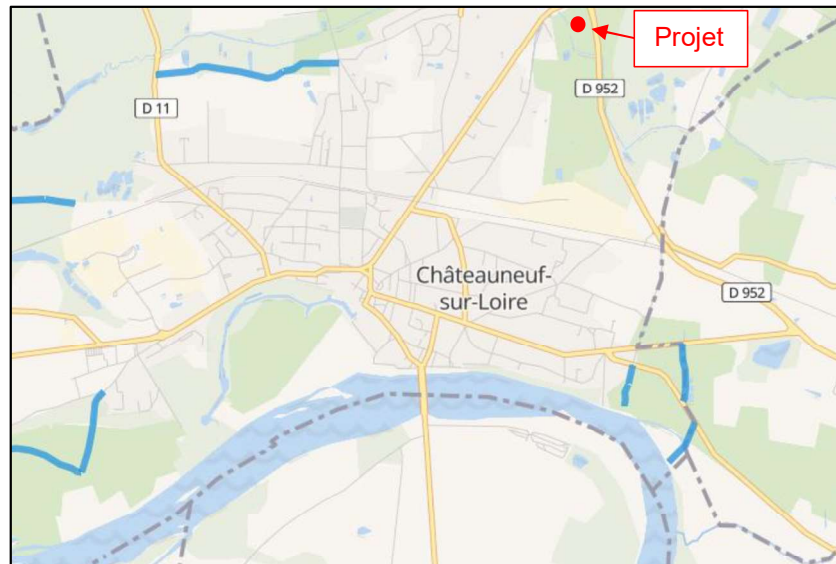 Projet
D 952
D 11
Châteauneuf-
sur-Loire
D 952